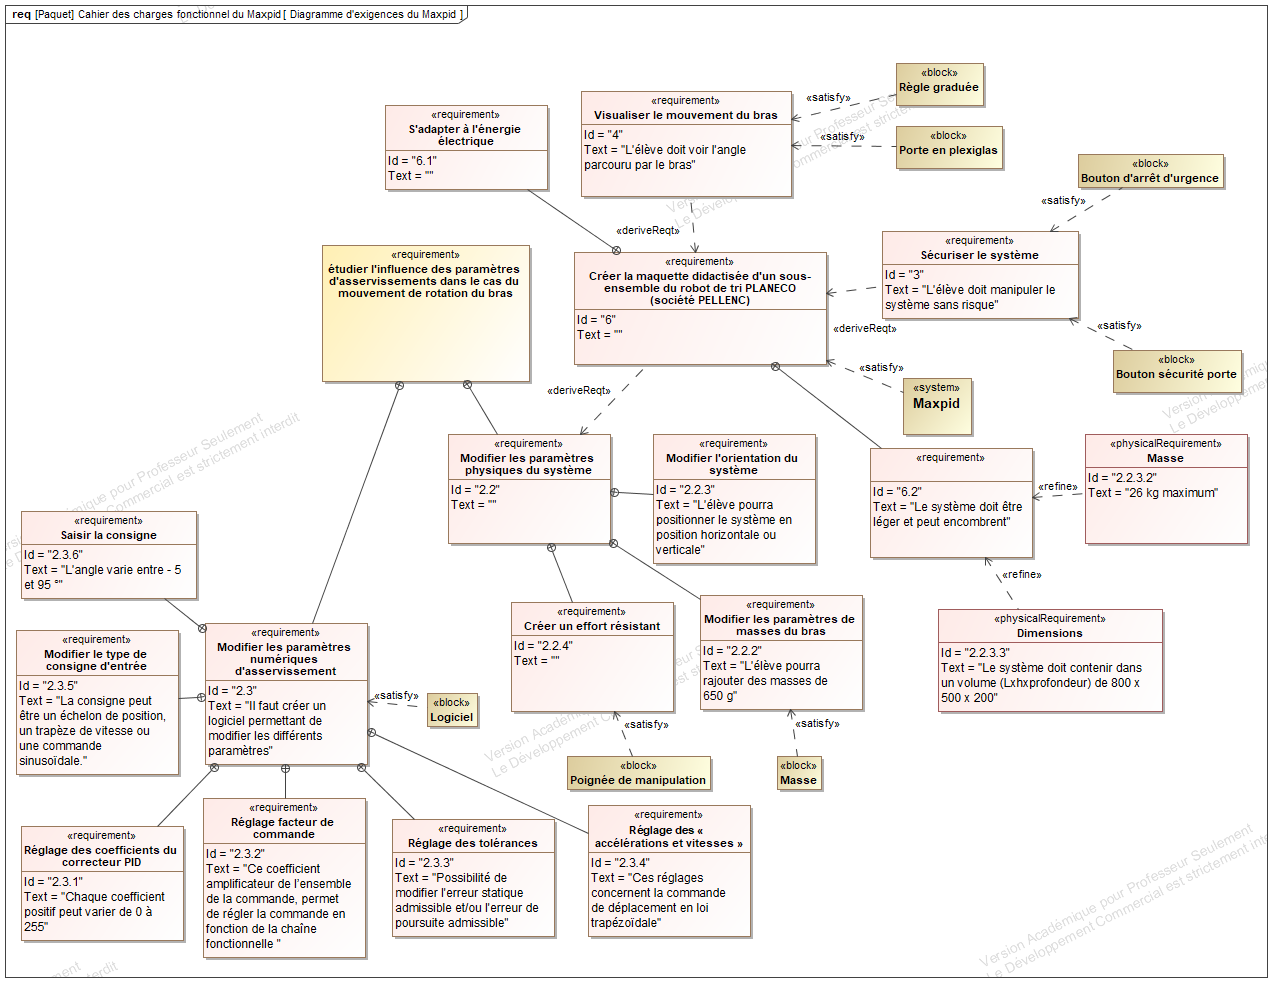 req [Paquet] Cahier des charges fonctionnel du Maxpid [ Diagramme d'exigences du Maxpid ]
«block»
Règle graduée
«satisfy»
«requirement»
Visualiser le mouvement du bras
Id = "4"
Text = "L'élève doit voir l'angle
parcouru par le bras"
«requirement»
S'adapter à l'énergie
électrique
Id = "6.1"
Text = ""
«satisfy»
«block»
Porte en plexiglas
«block»
Bouton d'arrêt d'urgence
«satisfy»
«deriveReqt»
«requirement»
Sécuriser le système
Id = "3"
Text = "L'élève doit manipuler le
système sans risque"
«requirement»
étudier l'influence des paramètres
d'asservissements dans le cas du
mouvement de rotation du bras
«requirement»
Créer la maquette didactisée d'un sous-
ensemble du robot de tri PLANECO
(société PELLENC)
Id = "6"
Text = ""
«deriveReqt»
«satisfy»
«block»
Bouton sécurité porte
«satisfy»
«system»
Maxpid
«deriveReqt»
«requirement»
Modifier les paramètres
physiques du système
Id = "2.2"
Text = ""
«requirement»
Modifier l'orientation du
système
Id = "2.2.3"
Text = "L'élève pourra
positionner le système en
position horizontale ou
verticale"
«requirement»
Id = "6.2"
Text = "Le système doit être
léger et peut encombrent"
«refine»
«physicalRequirement»
Masse
Id = "2.2.3.2"
Text = "26 kg maximum"
«refine»
«physicalRequirement»
Dimensions
Id = "2.2.3.3"
Text = "Le système doit contenir dans
un volume (Lxhxprofondeur) de 800 x
500 x 200"
«requirement»
Saisir la consigne
Id = "2.3.6"
Text = "L'angle varie entre - 5
et 95 °"
«requirement»
Modifier le type de
consigne d'entrée
Id = "2.3.5"
Text = "La consigne peut
être un échelon de position,
un trapèze de vitesse ou
une commande
sinusoïdale."
«requirement»
Modifier les paramètres
numériques
d'asservissement
Id = "2.3"
Text = "Il faut créer un
logiciel permettant de
modifier les différents
paramètres"
«satisfy»
«block»
Logiciel
«requirement»
Créer un effort résistant
Id = "2.2.4"
Text = ""
«requirement»
Modifier les paramètres de
masses du bras
Id = "2.2.2"
Text = "L'élève pourra
rajouter des masses de
650 g"
«satisfy»
«satisfy»
«block»
Poignée de manipulation
«block»
Masse
«requirement»
Réglage des coefficients du
correcteur PID
Id = "2.3.1"
Text = "Chaque coefficient
positif peut varier de 0 à
255"
«requirement»
Réglage facteur de
commande
Id = "2.3.2"
Text = "Ce coefficient
amplificateur de l'ensemble
de la commande, permet
de régler la commande en
fonction de la chaîne
fonctionnelle "
«requirement»
Réglage des tolérances
Id = "2.3.3"
Text = "Possibilité de
modifier l'erreur statique
admissible et/ou l'erreur de
poursuite admissible"
«requirement»
Réglage des «
accélérations et vitesses »
Id = "2.3.4"
Text = "Ces réglages
concernent la commande
de déplacement en loi
trapézoïdale"
Version Académique pour Professeur Seulement
Le Développement Commercial est strictement interdit